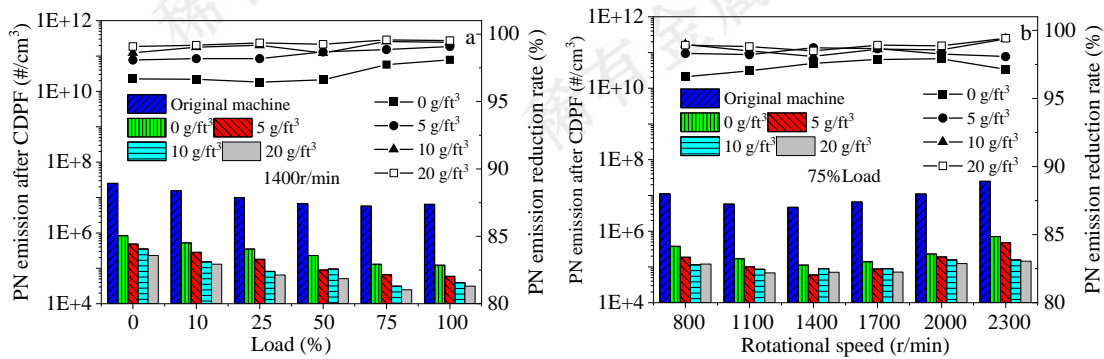 稀有金属
1E+12
1E+10
1E+8
1E+6
1E+4
PN emission after CDPF (#/cm³)
a
100
95
90
85
80
PN emission reduction rate (%)
Original machine
0 g/ft³
5 g/ft³
10 g/ft³
20 g/ft³
0 g/ft³
5 g/ft³
10 g/ft³
20 g/ft³
1400r/min
0 10 25 50 75 100
Load (%)
1E+12
1E+10
1E+8
1E+6
1E+4
PN emission after CDPF (#/cm³)
b
100
95
90
85
80
PN emission reduction rate (%)
Original machine
0 g/ft³
5 g/ft³
10 g/ft³
20 g/ft³
0 g/ft³
5 g/ft³
10 g/ft³
20 g/ft³
75%Load
800 1100 1400 1700 2000 2300
Rotational speed (r/min)